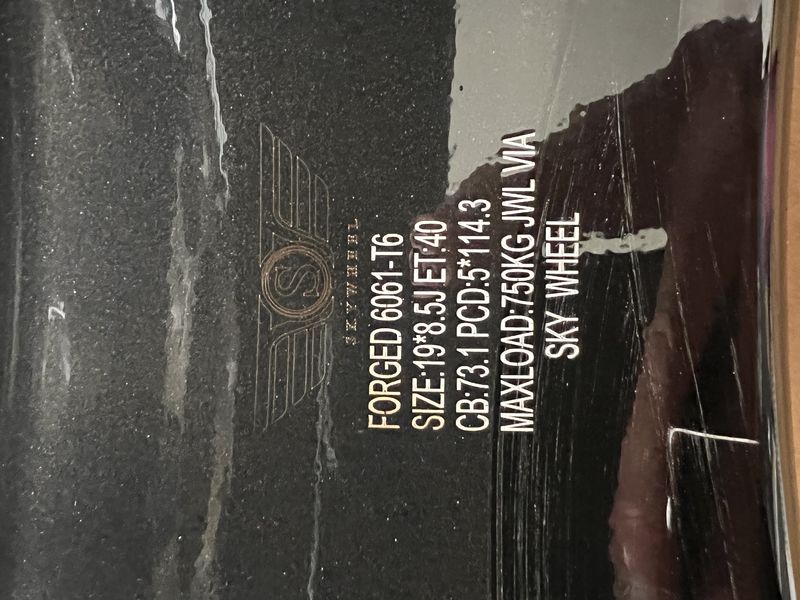 S
SKYWHEEL
FORGED 6061-T6
SIZE:19*8.5J ET:40
CB:73.1 PCD:5*114.3
MAXLOAD:750KG JWL VIA
SKY WHEEL